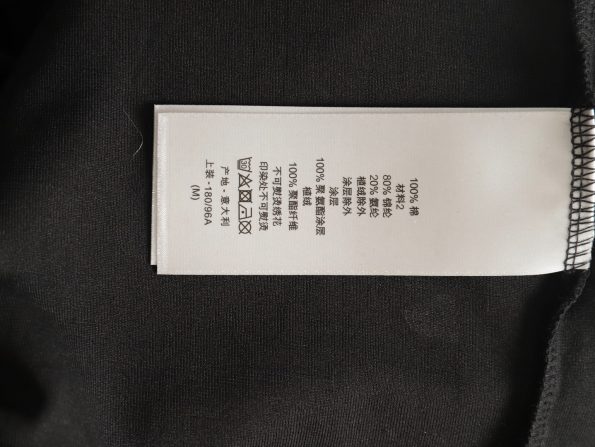 100% 棉
材料2
80% 锦纶
20% 氨纶
植绒除外
涂层除外
涂层
100% 聚氨酯涂层
植绒
100% 聚酯纤维
不可熨烫绣花
印染处不可熨烫
30
产地 - 意大利
上装 -180/96A
(M)